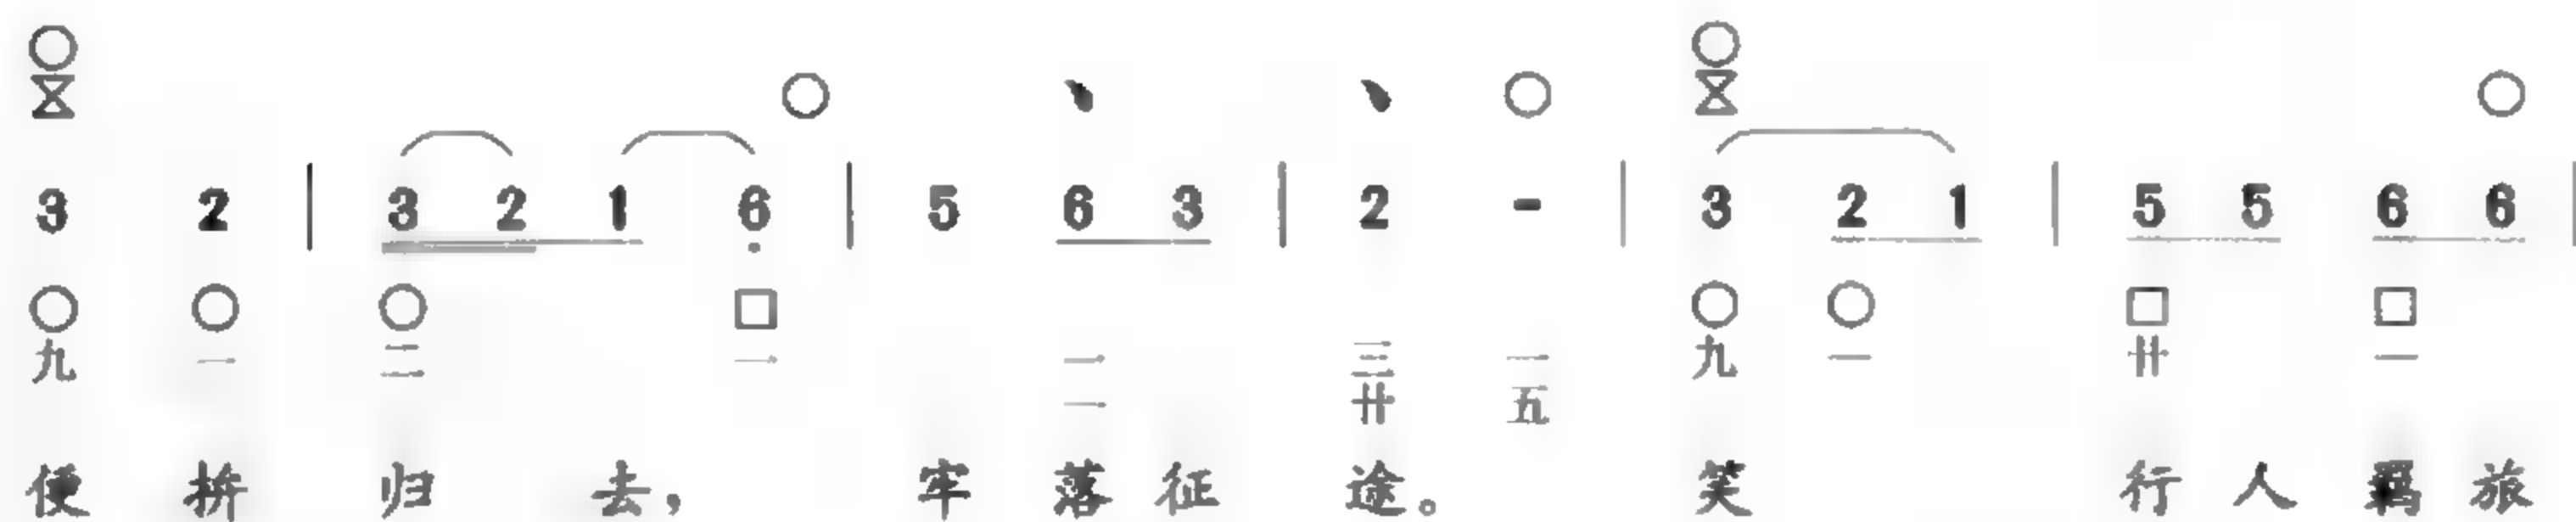 3 2 | 3 2 1 6 | 5 6 3 | 2 - | 3 2 1 | 5 5 6 6
九 一 二 一 二 三 一 九 一 廿 一
一 廿 五
便 拚 归 去， 牢 落 征 途。 笑 行 人 羁 旅